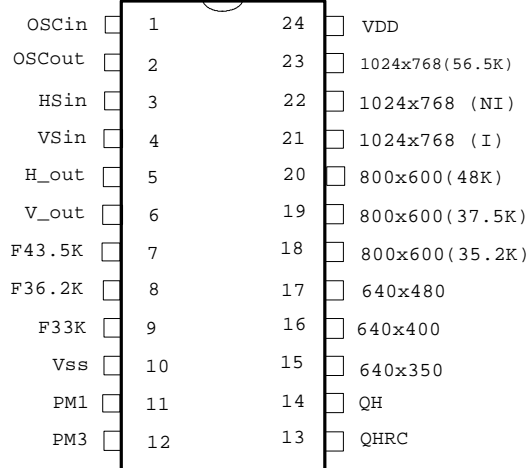 OSCin 1 24 VDD
OSCout 2 23 1024x768(56.5K)
HSin 3 22 1024x768 (NI)
VSin 4 21 1024x768 (I)
H_out 5 20 800x600(48K)
V_out 6 19 800x600(37.5K)
F43.5K 7 18 800x600(35.2K)
F36.2K 8 17 640x480
F33K 9 16 640x400
Vss 10 15 640x350
PM1 11 14 QH
PM3 12 13 QHRC